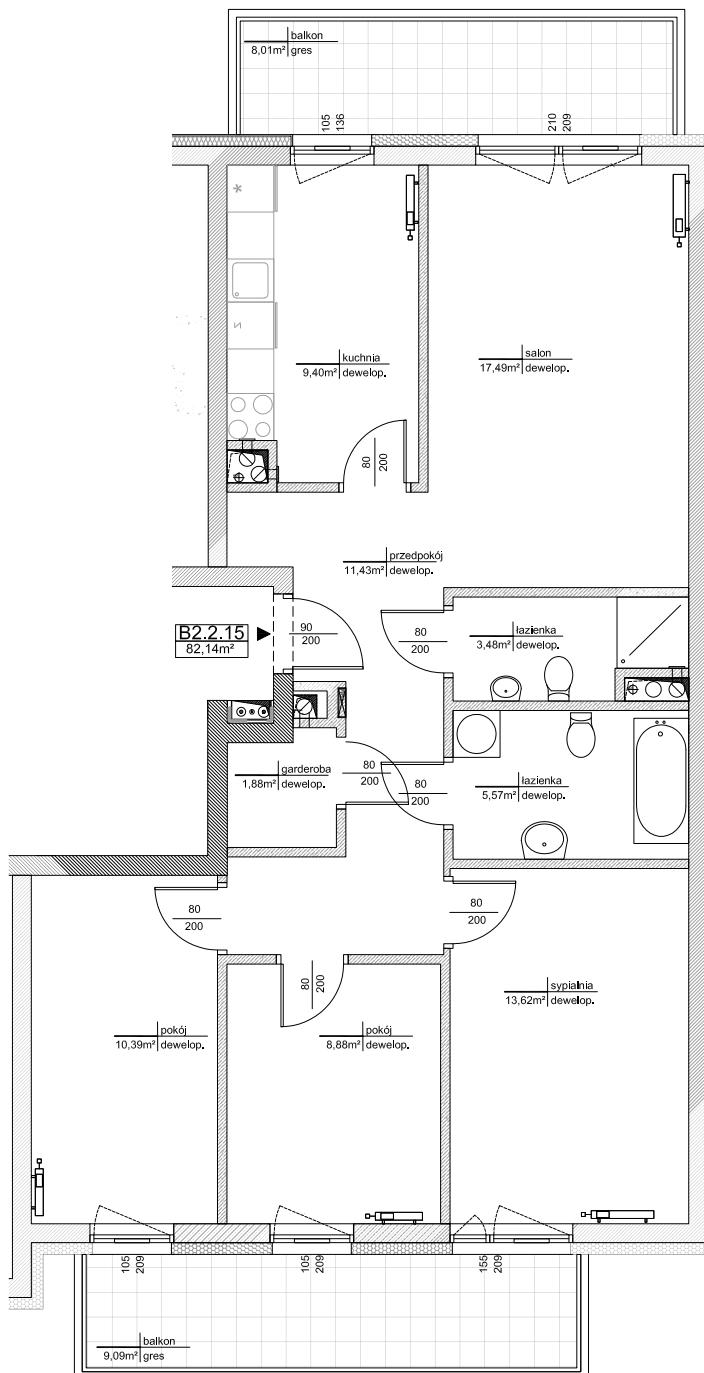 balkon
8,01m² gres
105
136
210
209
kuchnia
9,40m² dewelop.
salon
17,49m² dewelop.
80
200
przedpokój
11,43m² dewelop.
B2.2.15
82,14m²
90
200
80
200
łazienka
3,48m² dewelop.
garderoba
1,88m² dewelop.
80
200
80
200
łazienka
5,57m² dewelop.
80
200
80
200
80
200
sypialnia
13,62m² dewelop.
pokój
10,39m² dewelop.
pokój
8,88m² dewelop.
105
209
105
209
155
209
balkon
9,09m² gres